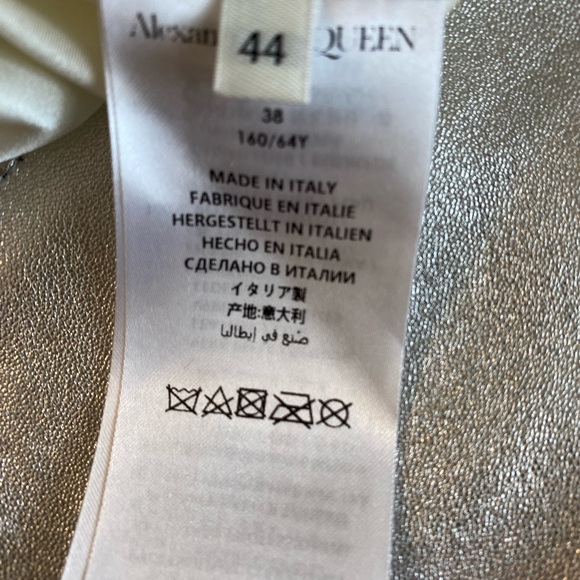 Alexan QUEEN
44
38
160/64Y
MADE IN ITALY
FABRIQUE EN ITALIE
HERGESTELLT IN ITALIEN
HECHO EN ITALIA
СДЕЛАНО В ИТАЛИИ
イタリア製
产地:意大利
صنع في إيطاليا